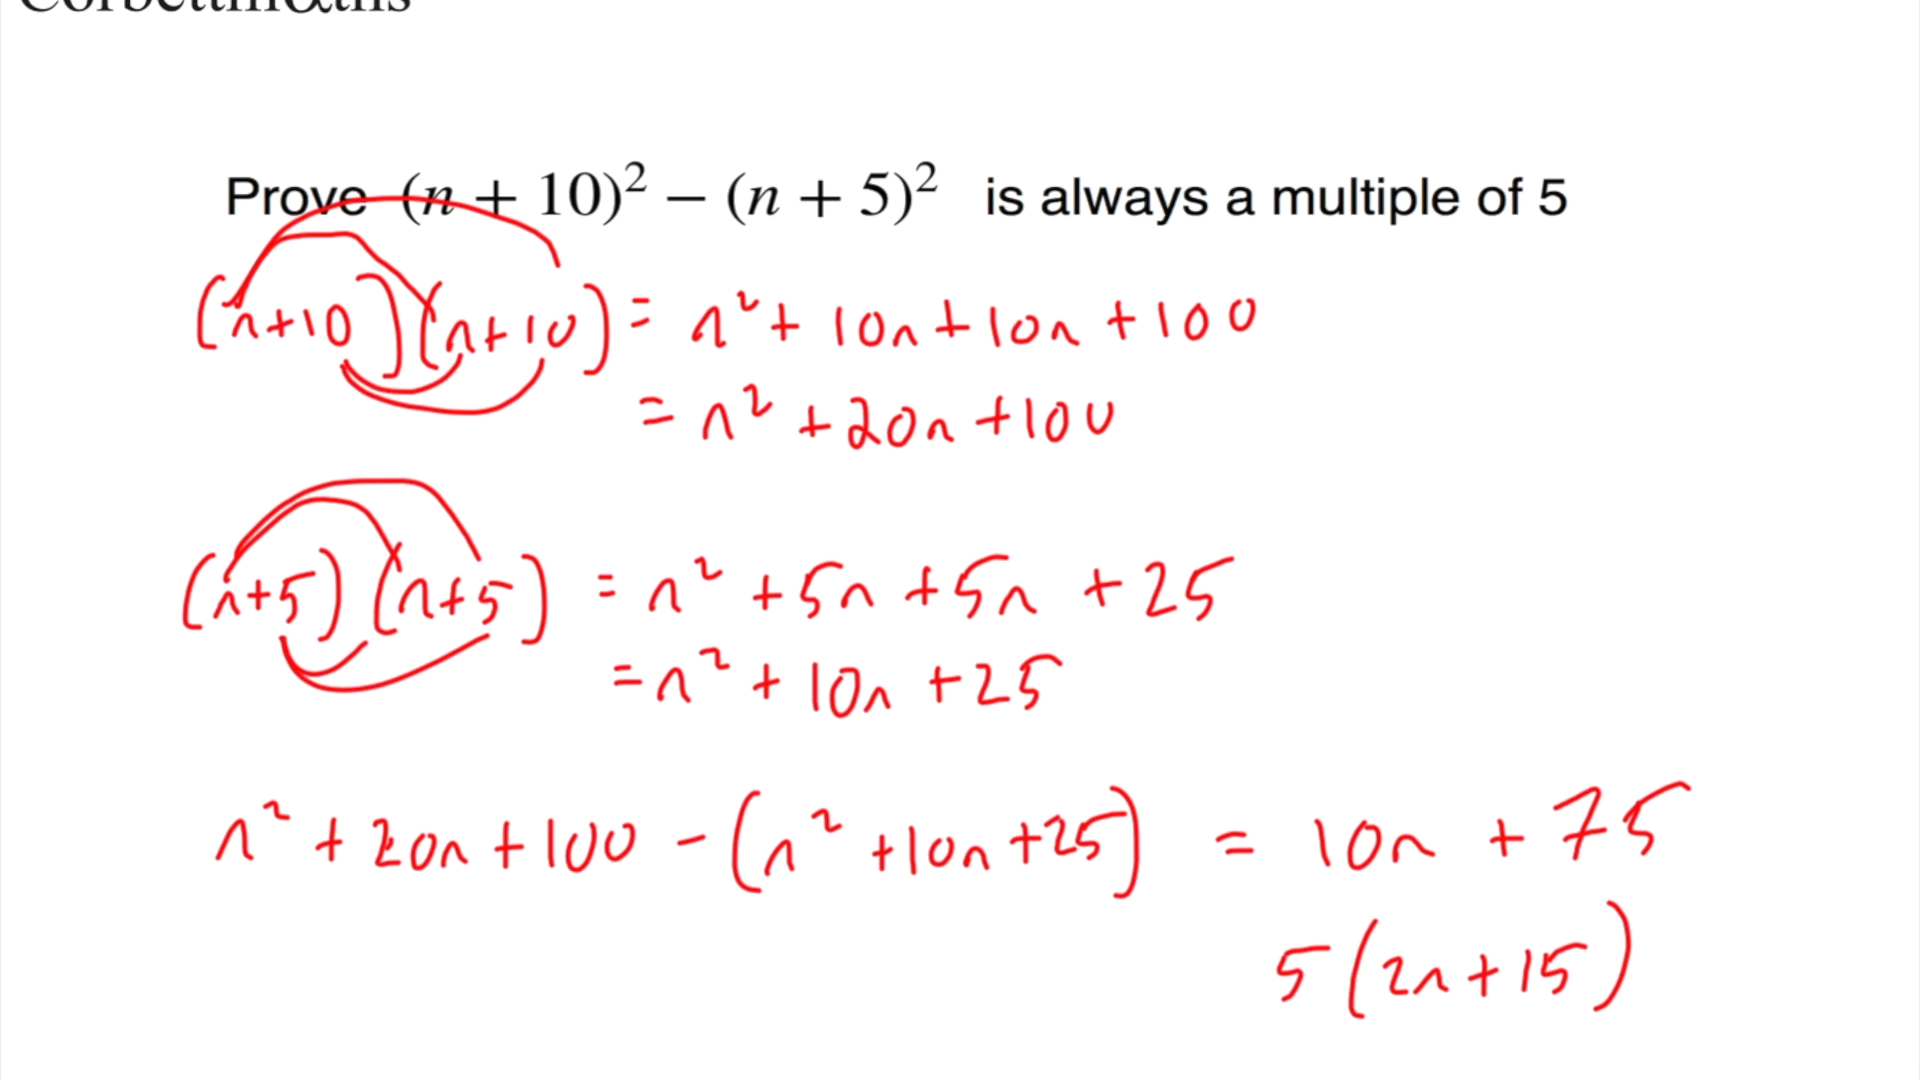 Corbettmαths
Prove (n + 10)² − (n + 5)² is always a multiple of 5
(n+10)(n+10) = n² + 10n + 10n + 100
= n² + 20n + 100
(n+5)(n+5) = n² + 5n + 5n + 25
= n² + 10n + 25
n² + 20n + 100 - (n² + 10n + 25) = 10n + 75
5(2n + 15)